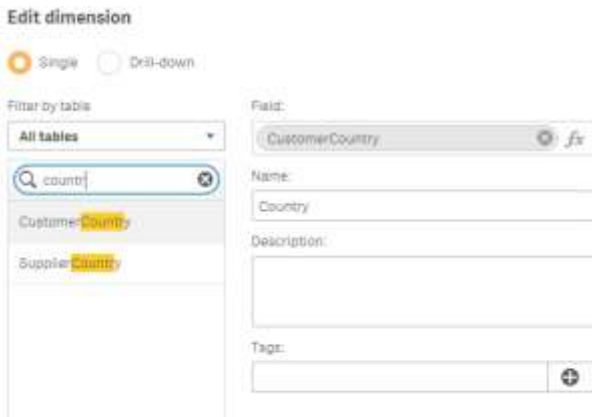 Edit dimension
Single Drill-down
Filter by table
All tables
countr
CustomerCountry
SupplierCountry
Field:
CustomerCountry fx
Name:
Country
Description:
Tags: